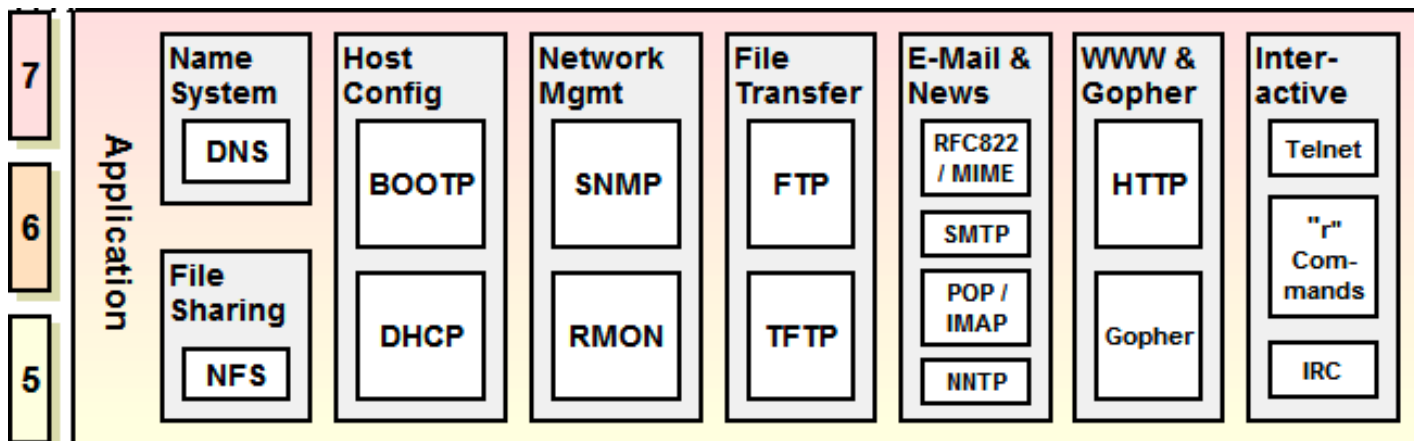 7
6
5
Application
Name
System
DNS
File
Sharing
NFS
Host
Config
BOOTP
DHCP
Network
Mgmt
SNMP
RMON
File
Transfer
FTP
TFTP
E-Mail &
News
RFC822
/ MIME
SMTP
POP /
IMAP
NNTP
WWW &
Gopher
HTTP
Gopher
Inter-
active
Telnet
"r"
Com-
mands
IRC